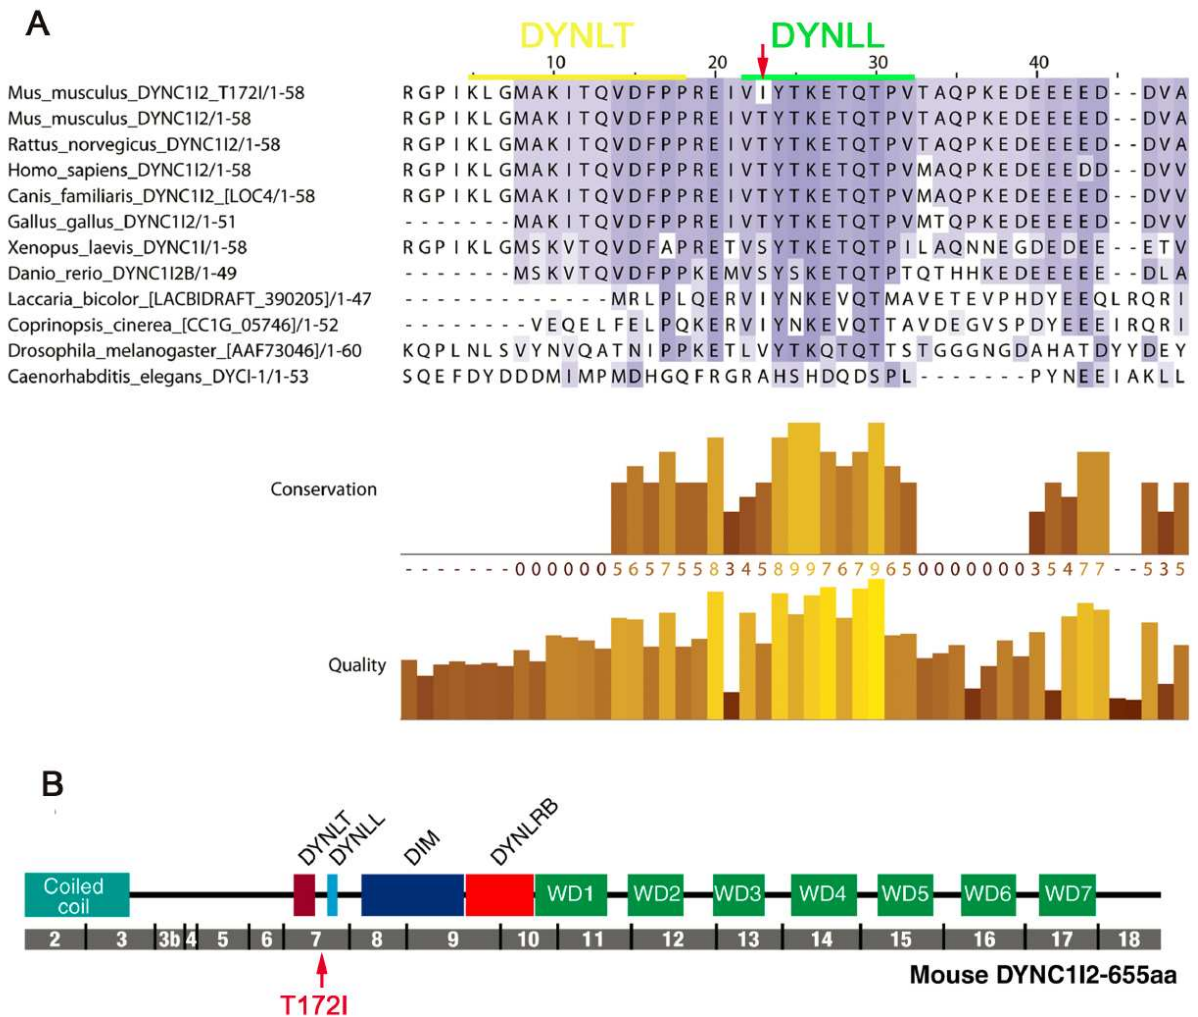 A
DYNLT DYNLL
10 20 30 40
Mus_musculus_DYNC1I2_T172I/1-58 RGPIKLGMAKITQVDFPPREIVIYTKETQTPVTAQPKEDEEEED--DVA
Mus_musculus_DYNC1I2/1-58 RGPIKLGMAKITQVDFPPREIVTYTKETQTPVTAQPKEDEEEED--DVA
Rattus_norvegicus_DYNC1I2/1-58 RGPIKLGMAKITQVDFPPREIVTYTKETQTPVTAQPKEDEEEED--DVA
Homo_sapiens_DYNC1I2/1-58 RGPIKLGMAKITQVDFPPREIVTYTKETQTPVMAQPKEDEEEDD--DVV
Canis_familiaris_DYNC1I2_[LOC4/1-58 RGPIKLGMAKITQVDFPPREIVTYTKETQTPVMAQPKEDEEEED--DVV
Gallus_gallus_DYNC1I2/1-51 -------MAKITQVDFPPREIVTYTKETQTPVMTQPKEDEEEED--DVV
Xenopus_laevis_DYNC1I/1-58 RGPIKLGMSKVTQVDFAPRETVSYTKETQTPILAQNNEGDEDEE--ETV
Danio_rerio_DYNC1I2B/1-49 -------MSKVTQVDFPPKEMVSYSKETQTPTQTHHKEDEEEEE--DLA
Laccaria_bicolor_[LACBIDRAFT_390205]/1-47 -------------MRLPLQERVIYNKEVQTMAVETEVPHDYEEQLRQRI
Coprinopsis_cinerea_[CC1G_05746]/1-52 --------VEQELFELPQKERVIYNKEVQTTAVDEGVSPDYEEEIRQRI
Drosophila_melanogaster_[AAF73046]/1-60 KQPLNLSVYNVQATNIPPKETLVYTKQTQTTSTGGGNGDAHATDYYDEY
Caenorhabditis_elegans_DYCI-1/1-53 SQEFDYDDDMIMPMDHGQFRGRAHSHDQDSPL-------PYNEEIAKLL
Conservation
-------0000005657558345899767965000000035477--535
Quality
B
DYNLT DYNLL DIM DYNLRB
Coiled coil WD1 WD2 WD3 WD4 WD5 WD6 WD7
2 3 3b 4 5 6 7 8 9 10 11 12 13 14 15 16 17 18
Mouse DYNC1I2-655aa
T172I